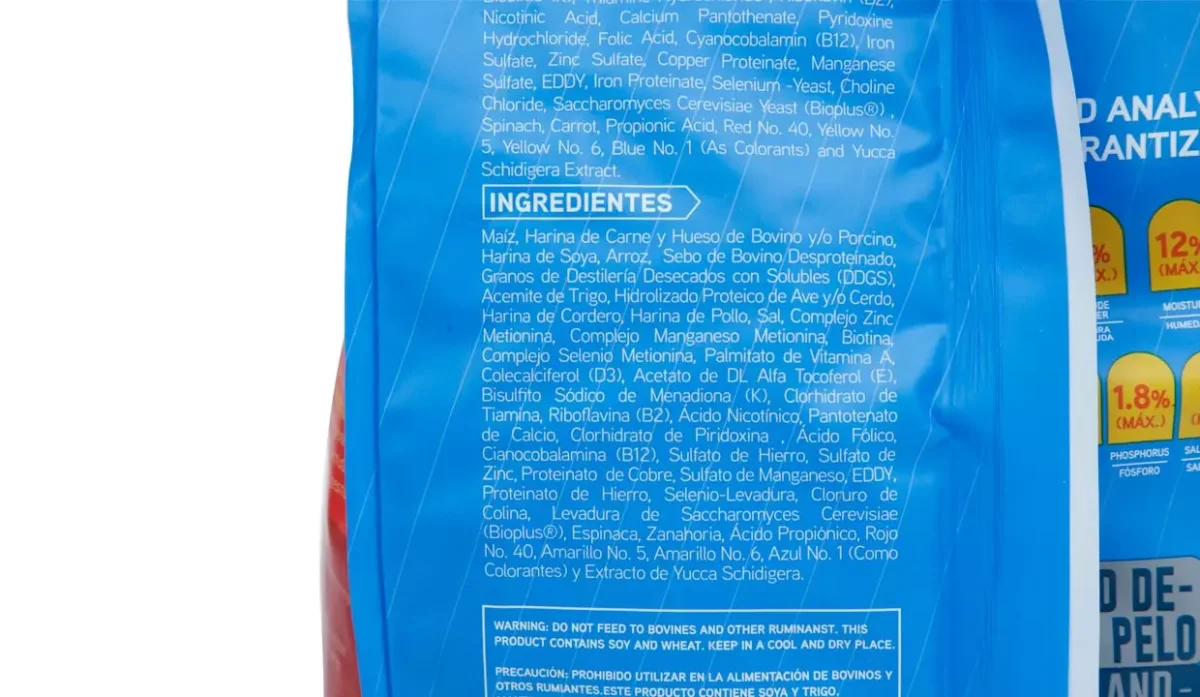 Nicotinic Acid, Calcium Pantothenate, Pyridoxine
Hydrochloride, Folic Acid, Cyanocobalamin (B12), Iron
Sulfate, Zinc Sulfate, Copper Proteinate, Manganese
Sulfate, EDDY, Iron Proteinate, Selenium -Yeast, Choline
Chloride, Saccharomyces Cerevisiae Yeast (Bioplus®) ,
Spinach, Carrot, Propionic Acid, Red No. 40, Yellow No.
5, Yellow No. 6, Blue No. 1 (As Colorants) and Yucca
Schidigera Extract.
INGREDIENTES
Maíz, Harina de Carne y Hueso de Bovino y/o Porcino,
Harina de Soya, Arroz, Sebo de Bovino Desproteinado,
Granos de Destilería Desecados con Solubles (DDGS),
Acemite de Trigo, Hidrolizado Proteico de Ave y/o Cerdo,
Harina de Cordero, Harina de Pollo, Sal, Complejo Zinc
Metionina, Complejo Manganeso Metionina, Biotina,
Complejo Selenio Metionina, Palmitato de Vitamina A,
Colecalciferol (D3), Acetato de DL Alfa Tocoferol (E),
Bisulfito Sódico de Menadiona (K), Clorhidrato de
Tiamina, Riboflavina (B2), Ácido Nicotínico, Pantotenato
de Calcio, Clorhidrato de Piridoxina , Ácido Fólico,
Cianocobalamina (B12), Sulfato de Hierro, Sulfato de
Zinc, Proteinato de Cobre, Sulfato de Manganeso, EDDY,
Proteinato de Hierro, Selenio-Levadura, Cloruro de
Colina, Levadura de Saccharomyces Cerevisiae
(Bioplus®), Espinaca, Zanahoria, Ácido Propiónico, Rojo
No. 40, Amarillo No. 5, Amarillo No. 6, Azul No. 1 (Como
Colorantes) y Extracto de Yucca Schidigera.
WARNING: DO NOT FEED TO BOVINES AND OTHER RUMINANST. THIS
PRODUCT CONTAINS SOY AND WHEAT. KEEP IN A COOL AND DRY PLACE.
PRECAUCIÓN: PROHIBIDO UTILIZAR EN LA ALIMENTACIÓN DE BOVINOS Y
OTROS RUMIANTES.ESTE PRODUCTO CONTIENE SOYA Y TRIGO.
D ANALY
RANTIZ
12%
(MÁX.)
MOISTU
HUMED
1.8%
(MÁX.)
PHOSPHORUS
FÓSFORO
DE-
PELO
AND-